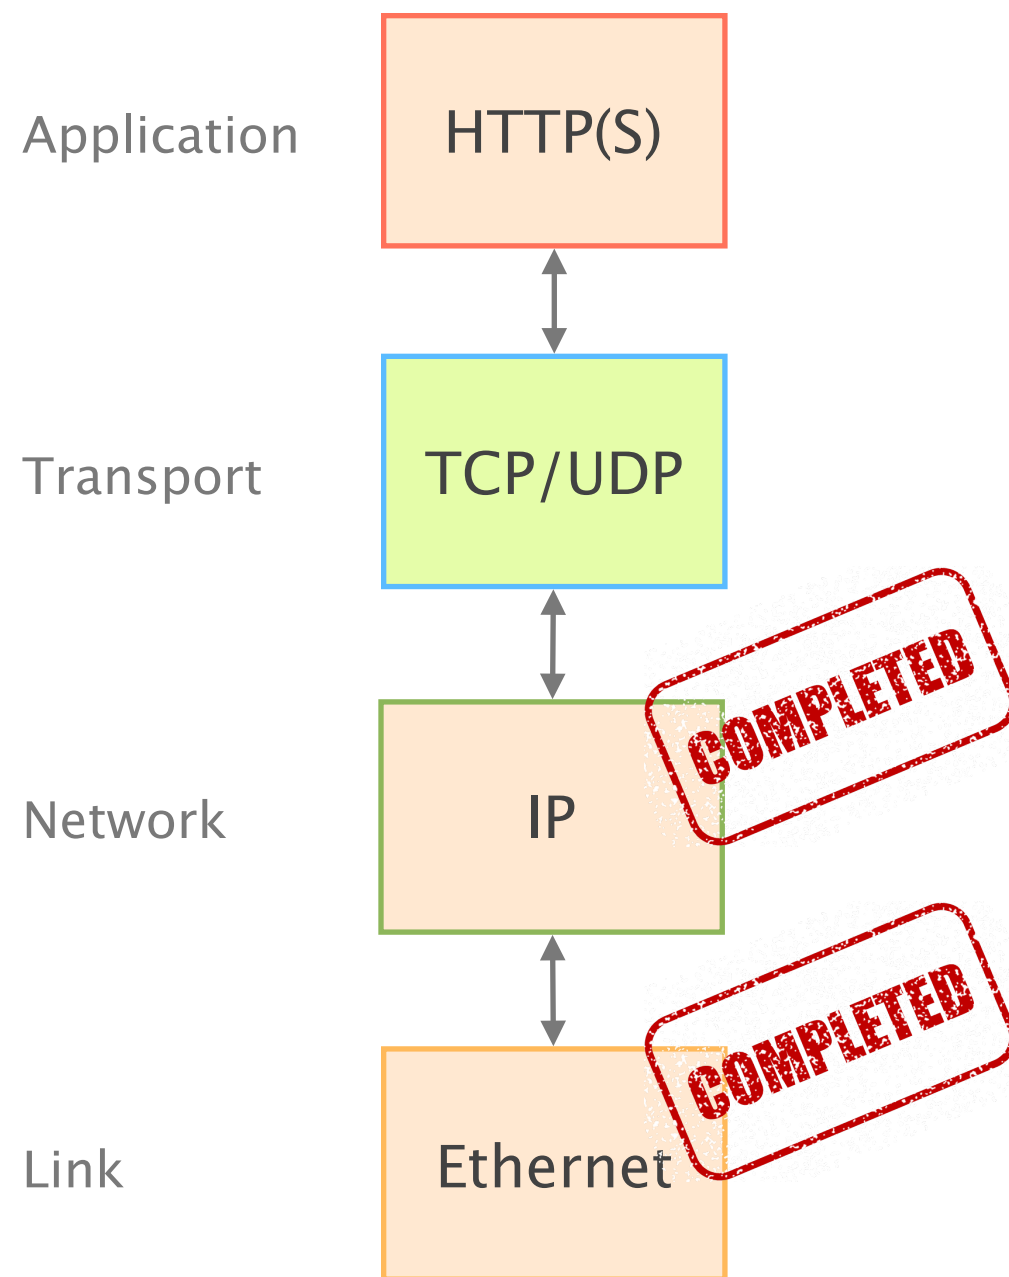 Application
HTTP(S)
Transport
TCP/UDP
COMPLETED
Network
IP
COMPLETED
Link
Ethernet